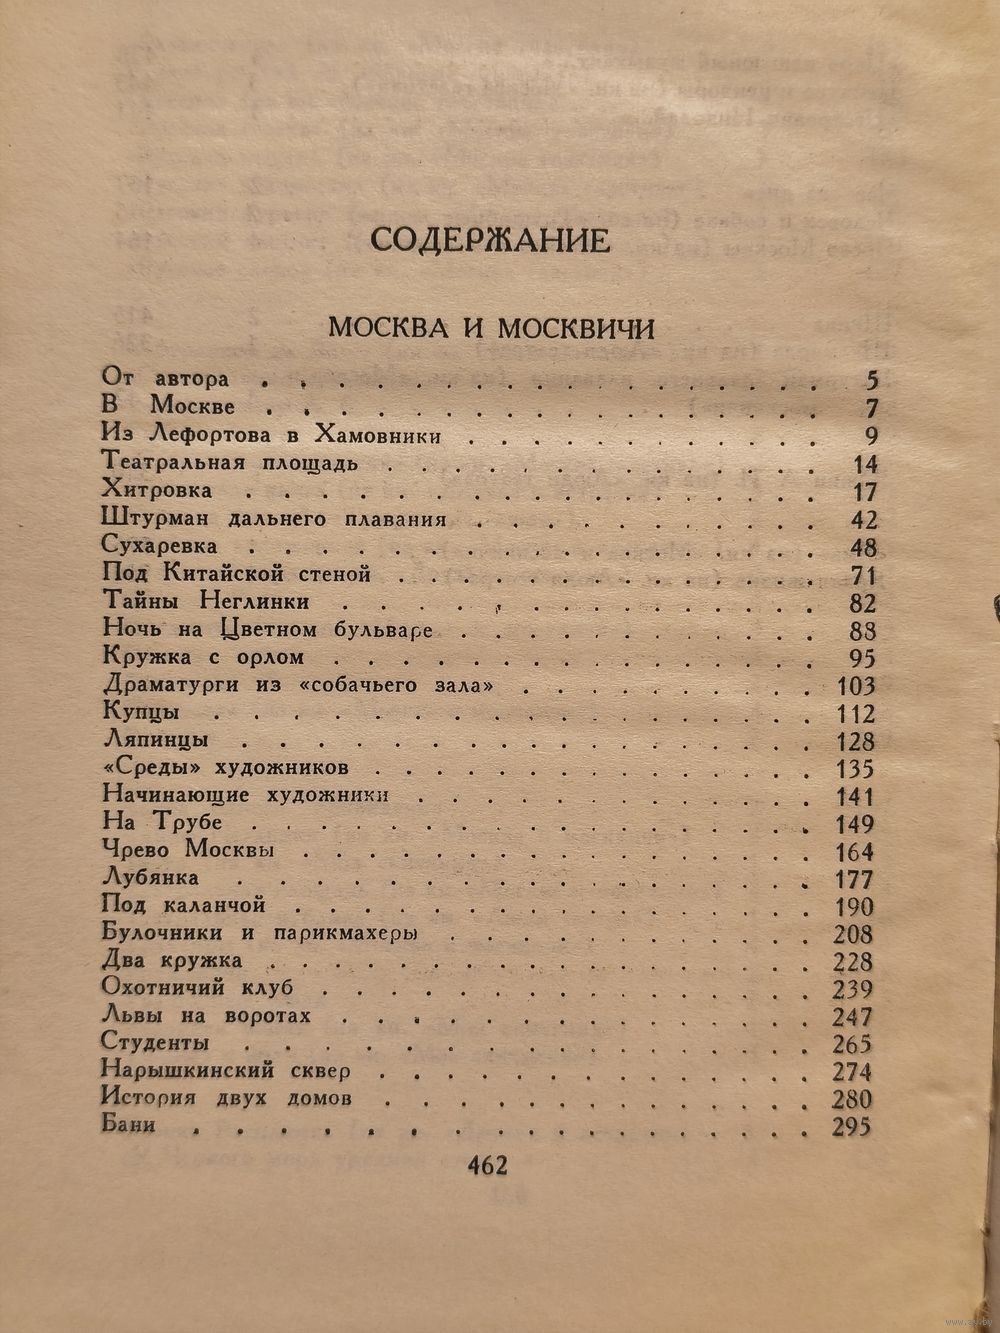 СОДЕРЖАНИЕ
МОСКВА И МОСКВИЧИ
От автора . . . . . . . . . . . . . . . . 5
В Москве . . . . . . . . . . . . . . . . 7
Из Лефортова в Хамовники . . . . . . . . . . 9
Театральная площадь . . . . . . . . . . . . 14
Хитровка . . . . . . . . . . . . . . . . 17
Штурман дальнего плавания . . . . . . . . . . 42
Сухаревка . . . . . . . . . . . . . . . . 48
Под Китайской стеной . . . . . . . . . . . . 71
Тайны Неглинки . . . . . . . . . . . . . . 82
Ночь на Цветном бульваре . . . . . . . . . . 88
Кружка с орлом . . . . . . . . . . . . . . 95
Драматурги из «собачьего зала» . . . . . . . . . 103
Купцы . . . . . . . . . . . . . . . . . 112
Ляпинцы . . . . . . . . . . . . . . . . 128
«Среды» художников . . . . . . . . . . . . 135
Начинающие художники . . . . . . . . . . . 141
На Трубе . . . . . . . . . . . . . . . . 149
Чрево Москвы . . . . . . . . . . . . . . . 164
Лубянка . . . . . . . . . . . . . . . . 177
Под каланчой . . . . . . . . . . . . . . . 190
Булочники и парикмахеры . . . . . . . . . . 208
Два кружка . . . . . . . . . . . . . . . 228
Охотничий клуб . . . . . . . . . . . . . . 239
Львы на воротах . . . . . . . . . . . . . . 247
Студенты . . . . . . . . . . . . . . . . 265
Нарышкинский сквер . . . . . . . . . . . . 274
История двух домов . . . . . . . . . . . . 280
Бани . . . . . . . . . . . . . . . . . 295
462
www.ay.by